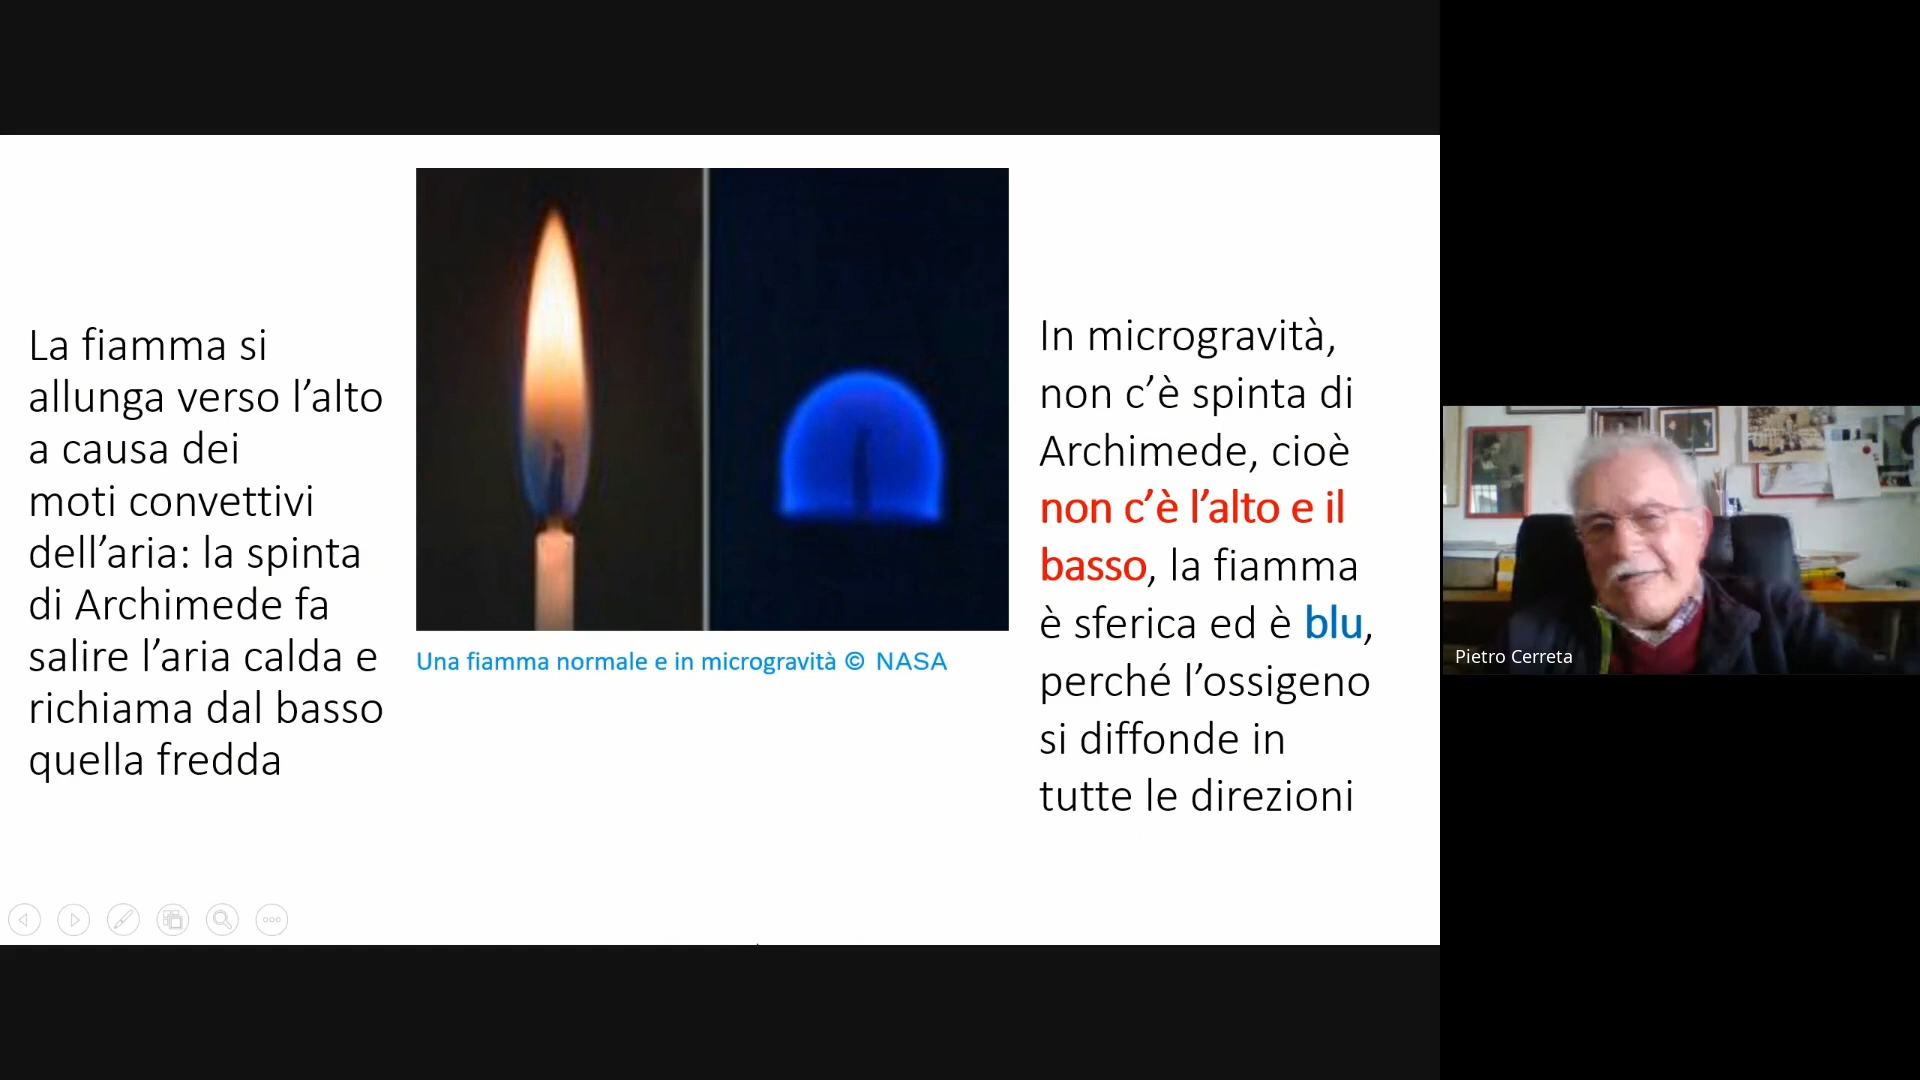 La fiamma si
allunga verso l’alto
a causa dei
moti convettivi
dell’aria: la spinta
di Archimede fa
salire l’aria calda e
richiama dal basso
quella fredda
Una fiamma normale e in microgravità © NASA
In microgravità,
non c’è spinta di
Archimede, cioè
non c’è l’alto e il
basso, la fiamma
è sferica ed è blu,
perché l’ossigeno
si diffonde in
tutte le direzioni
Pietro Cerreta